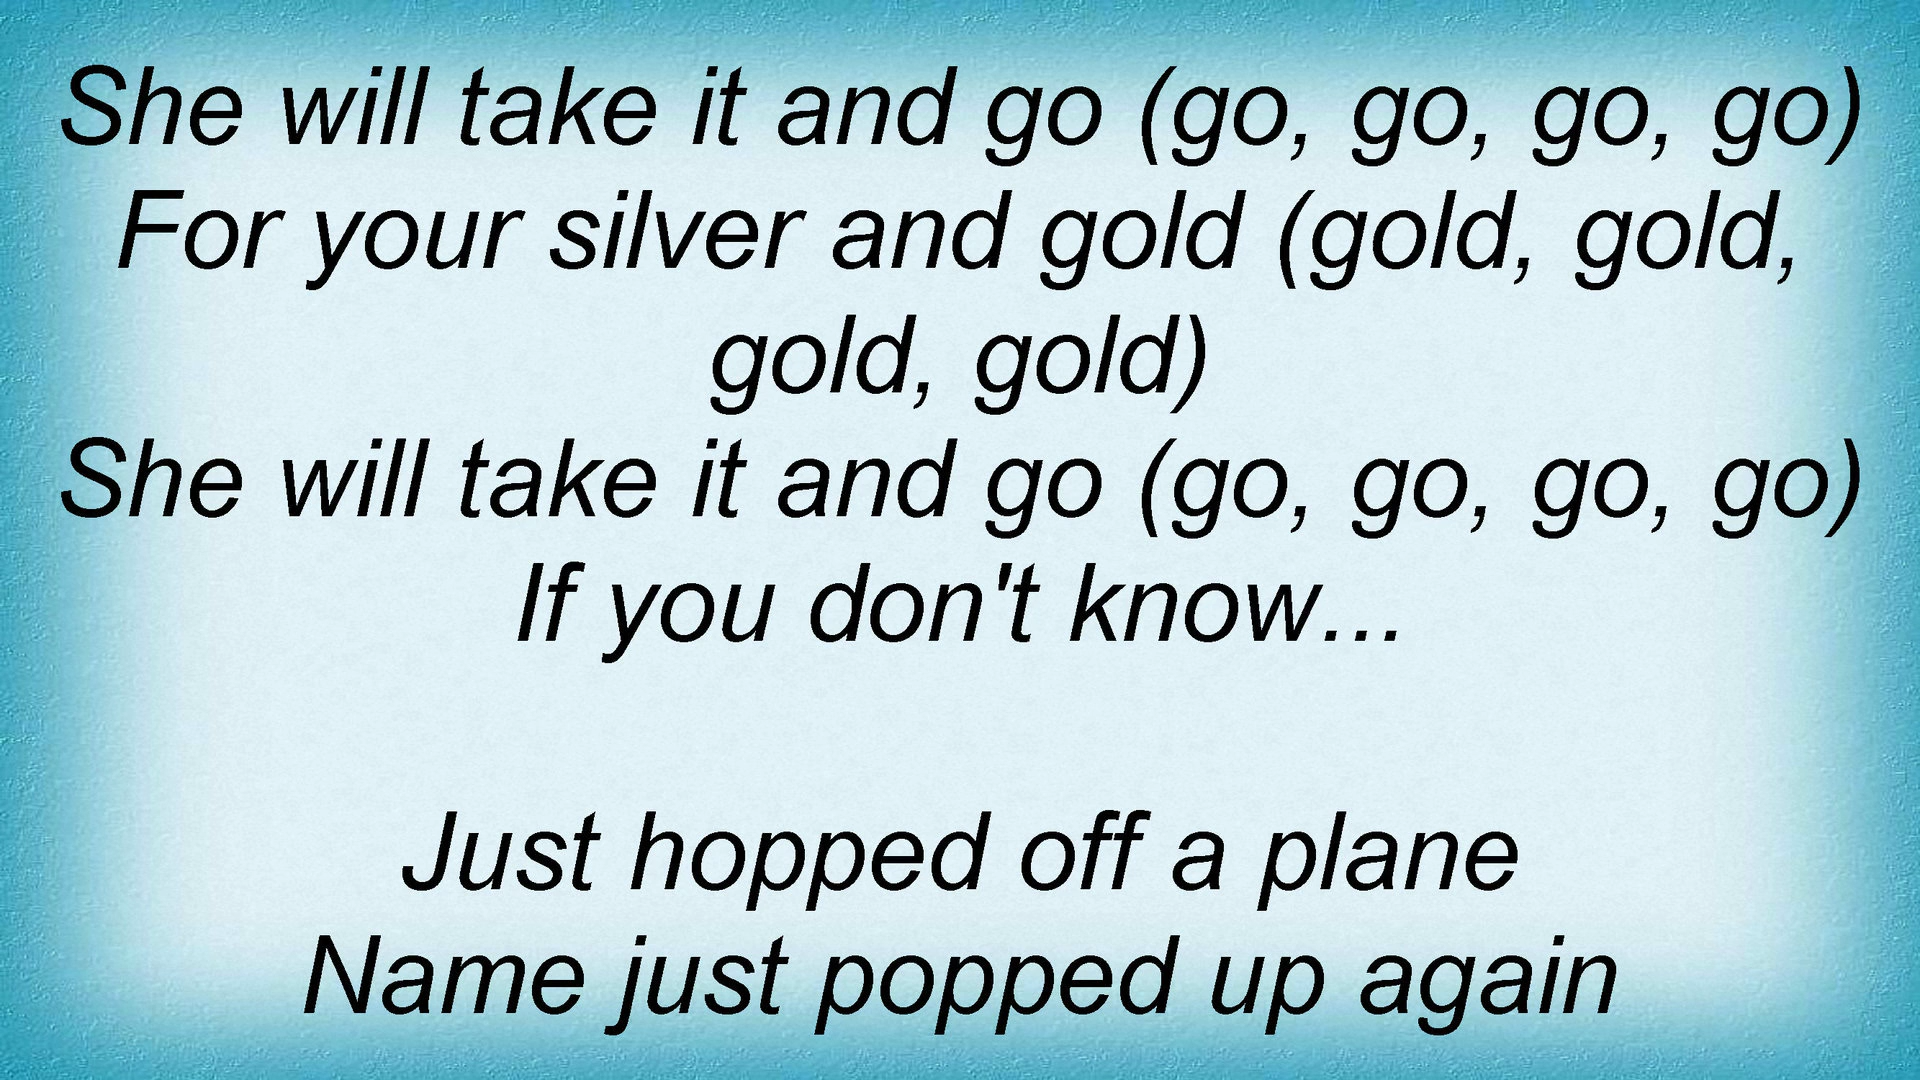 She will take it and go (go, go, go, go)
For your silver and gold (gold, gold,
gold, gold)
She will take it and go (go, go, go, go)
If you don't know...
Just hopped off a plane
Name just popped up again